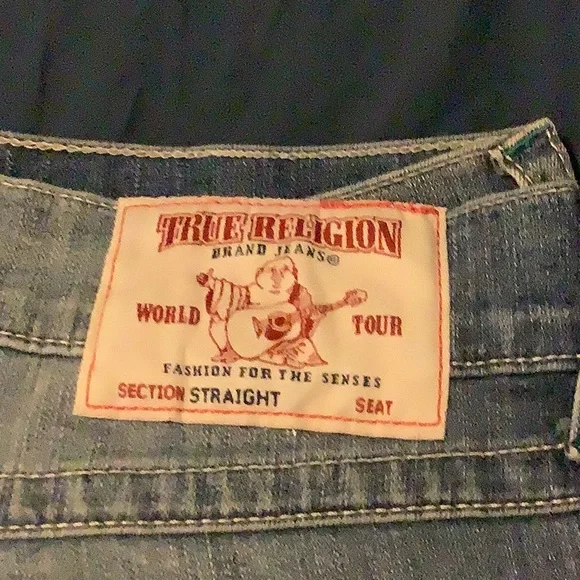 TRUE RELIGION
BRAND JEANS®
WORLD TOUR
FASHION FOR THE SENSES
SECTION STRAIGHT SEAT